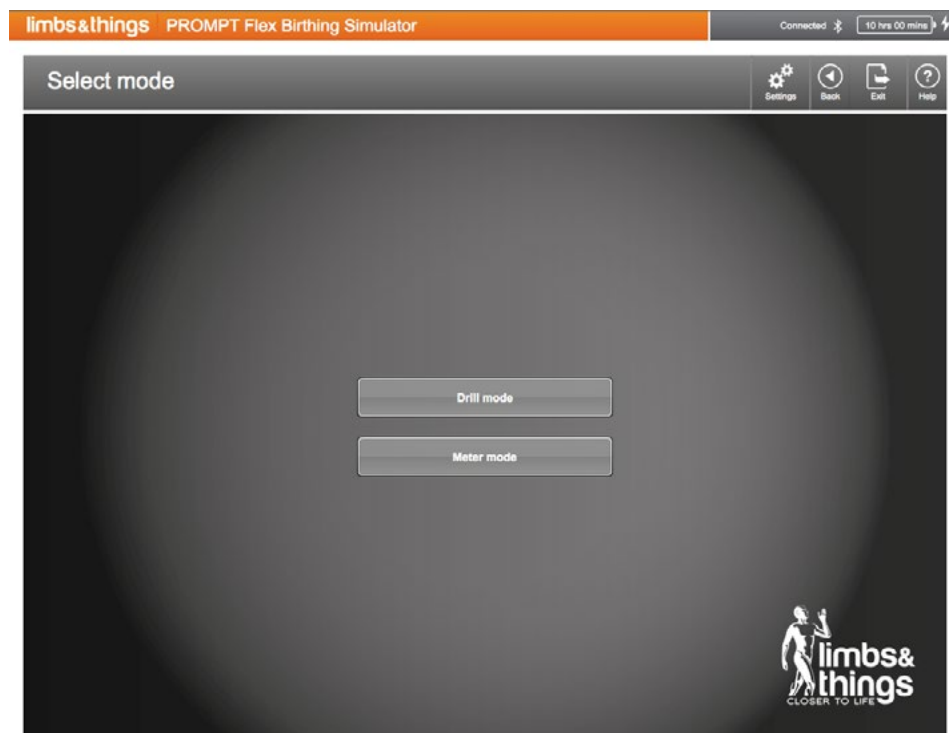 limbs&things PROMPT Flex Birthing Simulator
Connected 10 hrs 00 mins
Select mode
Settings Back Exit Help
Drill mode
Meter mode
limbs&
things
CLOSER TO LIFE